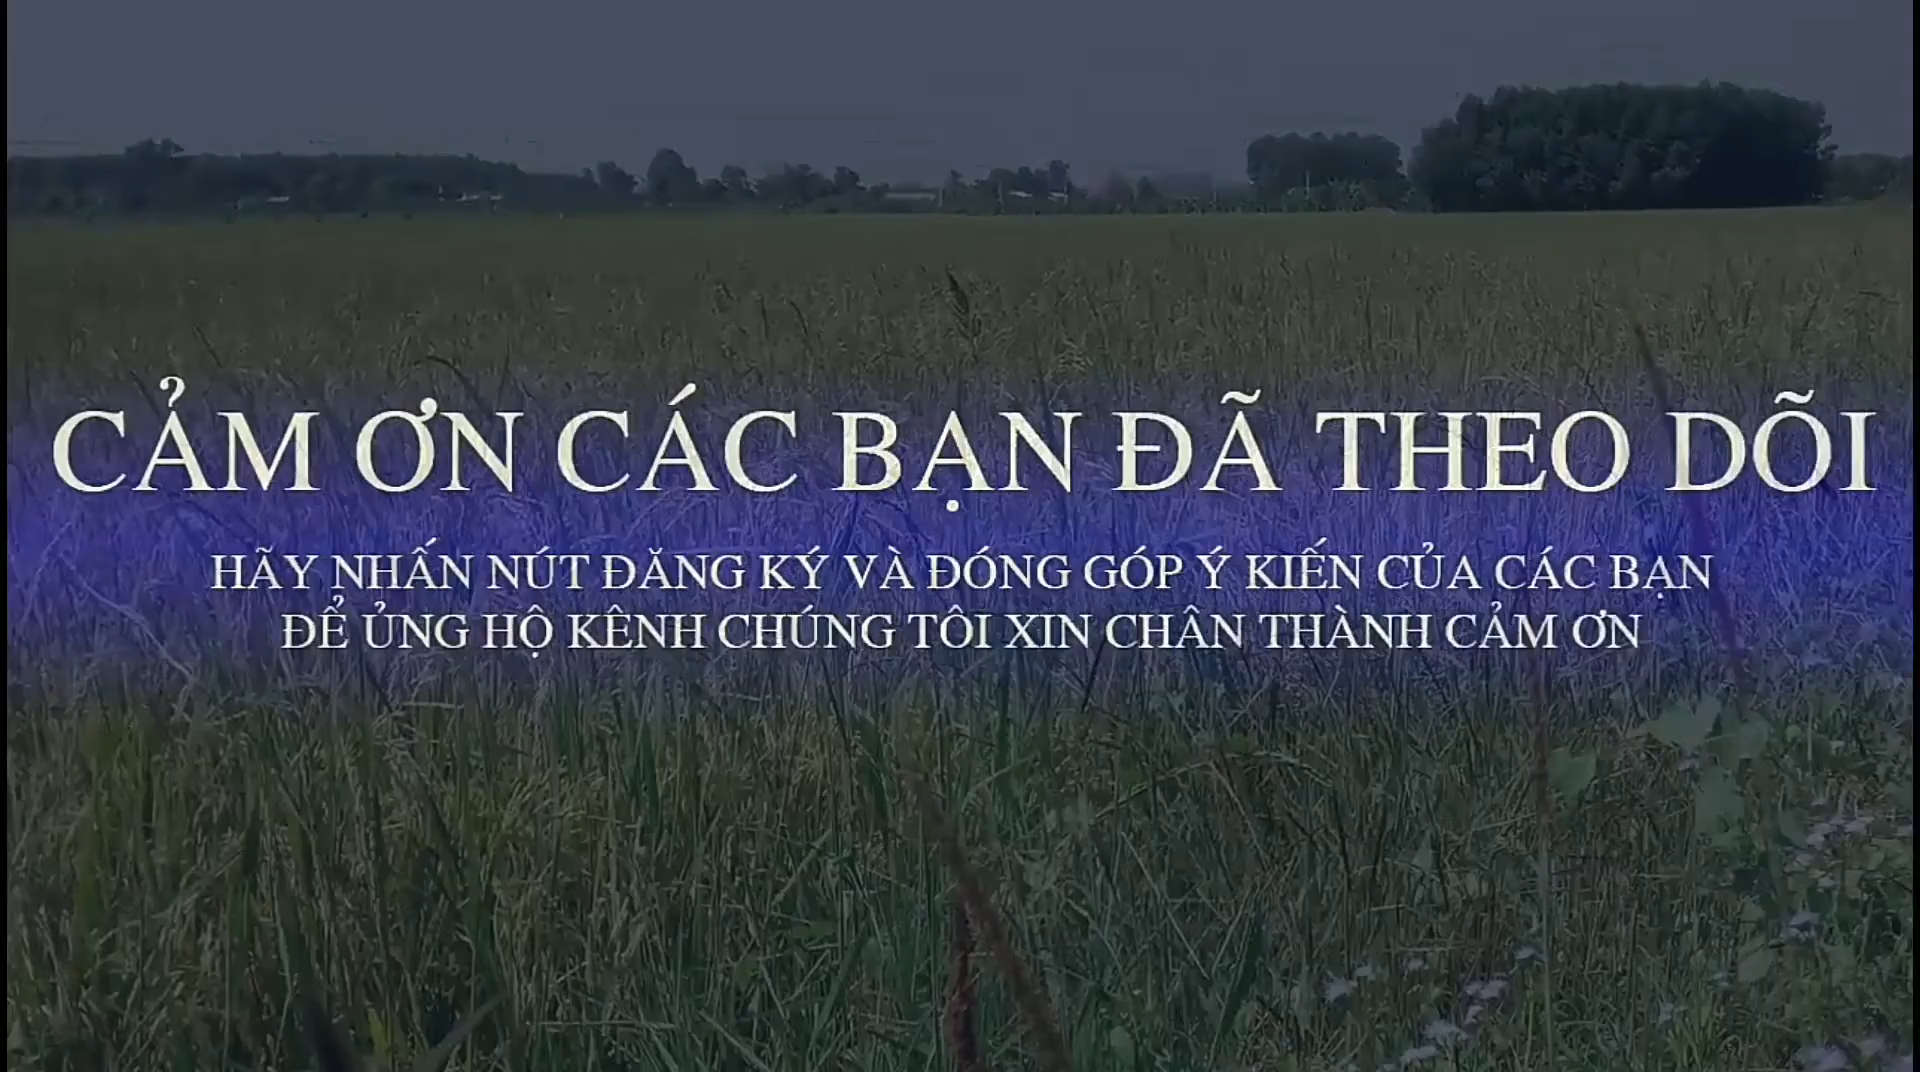 CẢM ƠN CÁC BẠN ĐÃ THEO DÕI
HÃY NHẤN NÚT ĐĂNG KÝ VÀ ĐÓNG GÓP Ý KIẾN CỦA CÁC BẠN
ĐỂ ỦNG HỘ KÊNH CHÚNG TÔI XIN CHÂN THÀNH CẢM ƠN